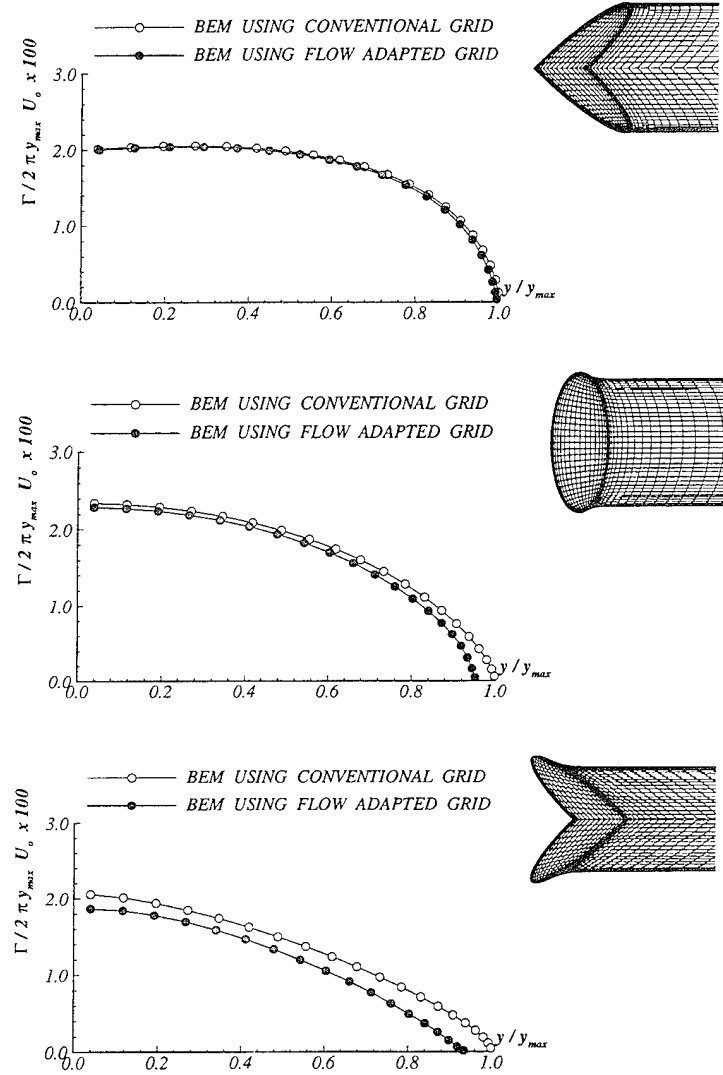 BEM USING CONVENTIONAL GRID
BEM USING FLOW ADAPTED GRID
Γ / 2 π y_max U_o x 100
3.0
2.0
1.0
0.0
0.0 0.2 0.4 0.6 0.8 1.0
y / y_max
BEM USING CONVENTIONAL GRID
BEM USING FLOW ADAPTED GRID
Γ / 2 π y_max U_o x 100
3.0
2.0
1.0
0.0
0.0 0.2 0.4 0.6 0.8 1.0
y / y_max
BEM USING CONVENTIONAL GRID
BEM USING FLOW ADAPTED GRID
Γ / 2 π y_max U_o x 100
3.0
2.0
1.0
0.0
0.0 0.2 0.4 0.6 0.8 1.0
y / y_max